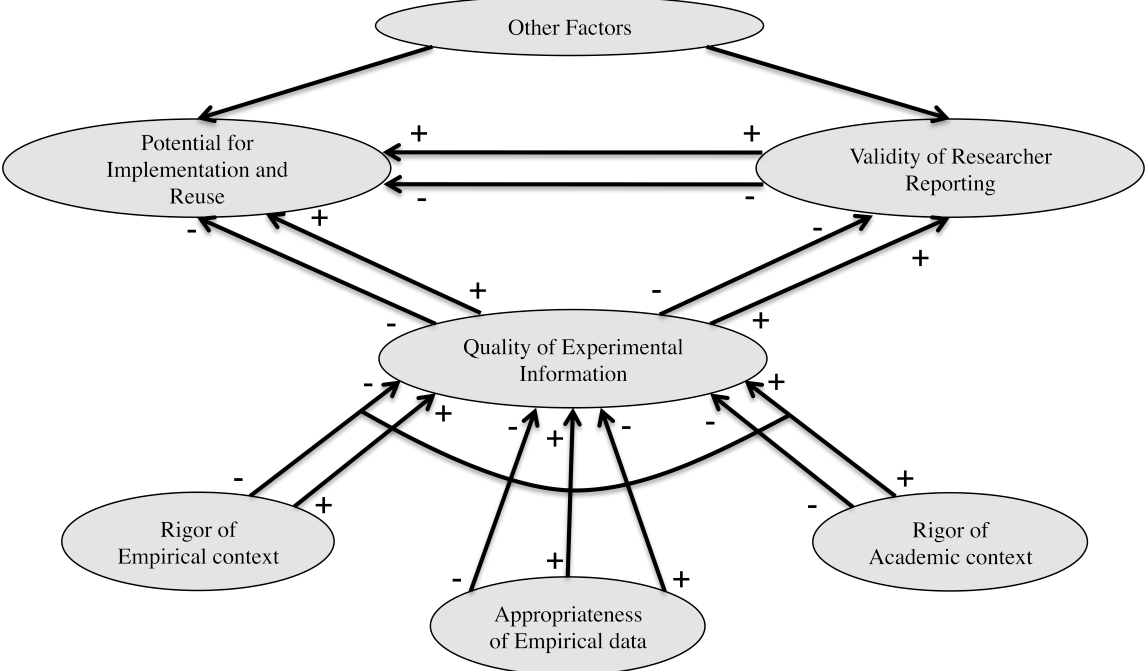 Other Factors
+
+
Potential for
Implementation and
Reuse
Validity of Researcher
Reporting
-
-
-
+
-
+
+
-
-
+
Quality of Experimental
Information
-
+
-
+
-
-
+
-
+
+
-
+
-
Rigor of
Empirical context
Rigor of
Academic context
-
+
+
Appropriateness
of Empirical data